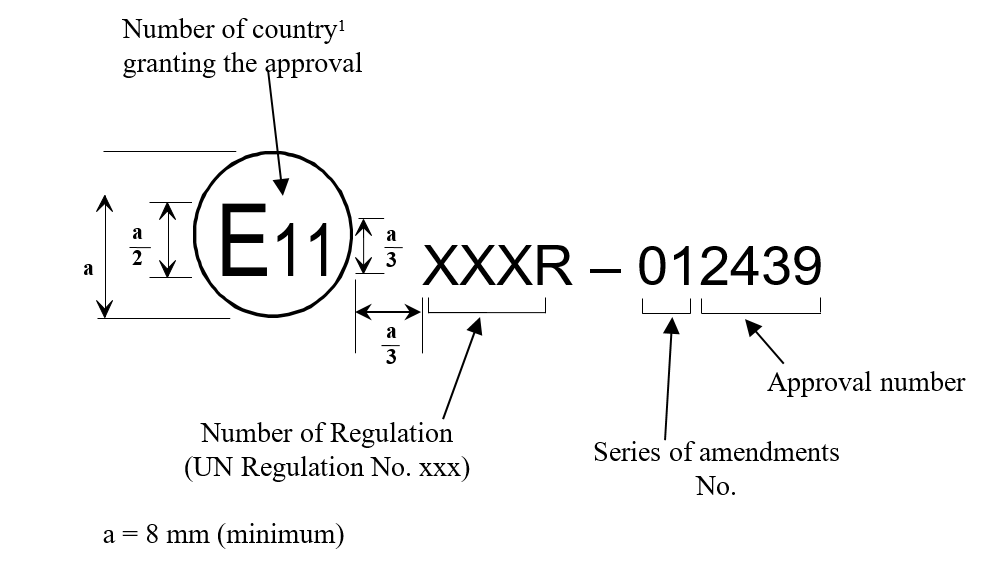 Number of country¹
granting the approval
a
a
2
E11
a
3
XXXR – 012439
a
3
Approval number
Number of Regulation
(UN Regulation No. xxx)
Series of amendments
No.
a = 8 mm (minimum)